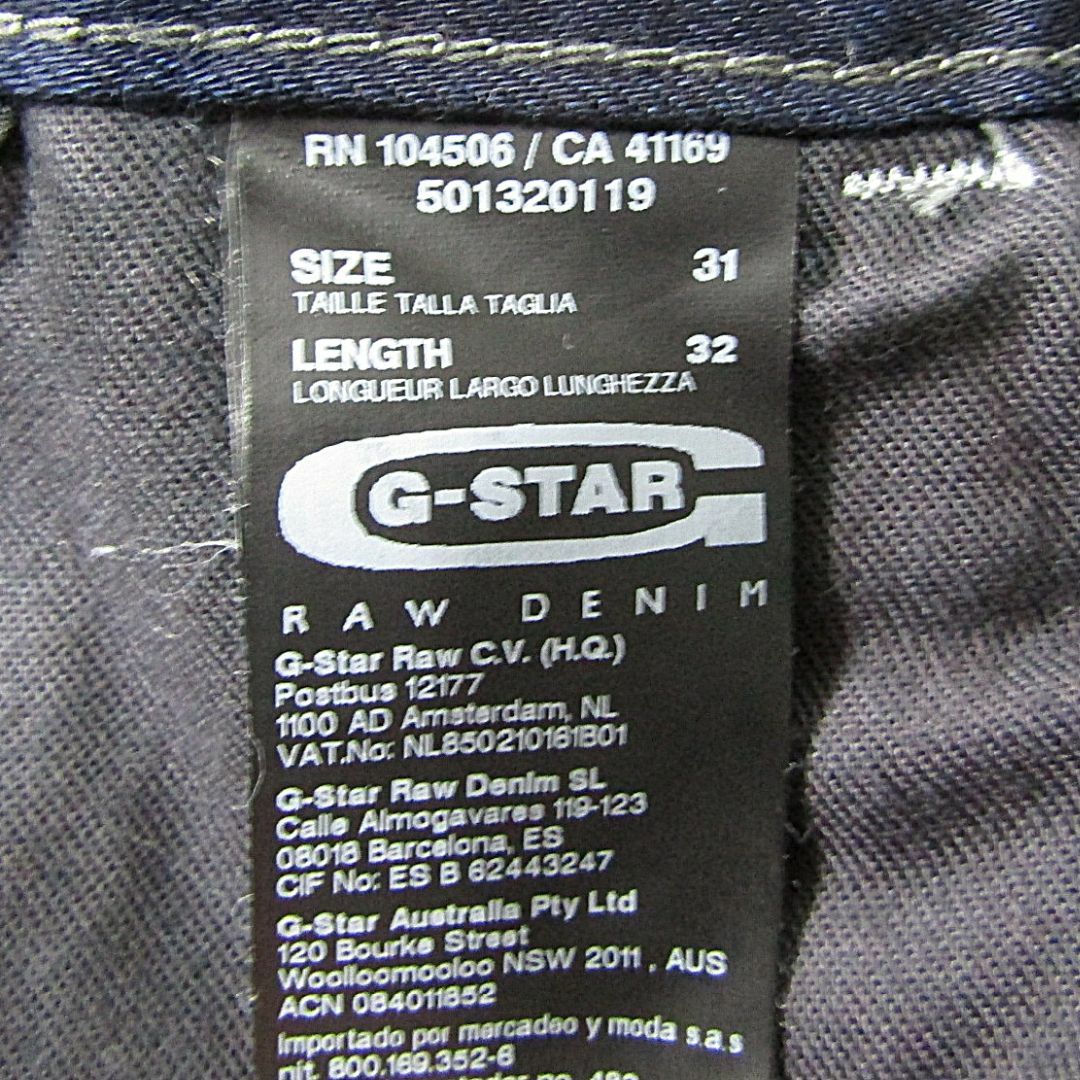 RN 104506 / CA 41169
501320119
SIZE 31
TAILLE TALLA TAGLIA
LENGTH 32
LONGUEUR LARGO LUNGHEZZA
G-STAR
RAW DENIM
G-Star Raw C.V. (H.Q.)
Postbus 12177
1100 AD Amsterdam, NL
VAT.No: NL850210161B01
G-Star Raw Denim SL
Calle Almogavares 119-123
08018 Barcelona, ES
CIF No: ES B 62443247
G-Star Australia Pty Ltd
120 Bourke Street
Woolloomooloo NSW 2011 , AUS
ACN 084011852
Importado por mercadeo y moda s.a.s
nit. 800.169.352-6